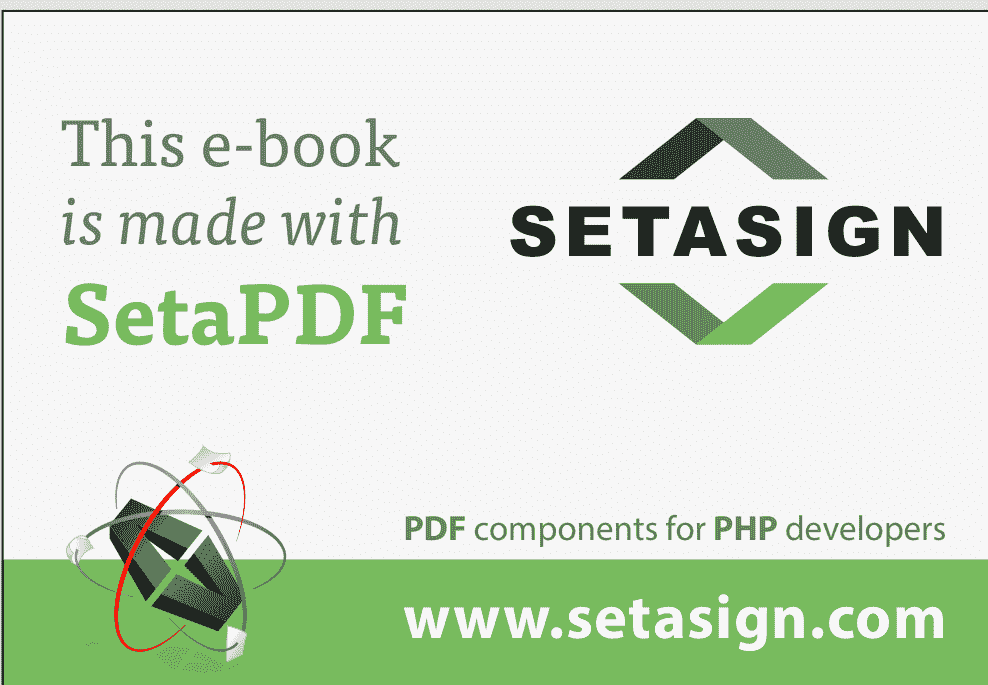 This e-book
is made with
SetaPDF
SETASIGN
PDF components for PHP developers
www.setasign.com